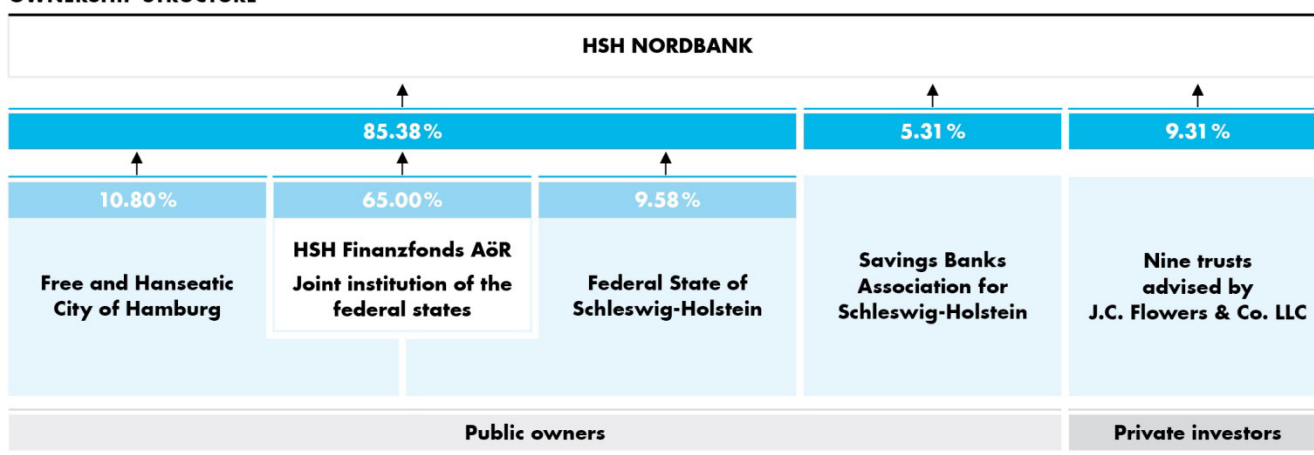 HSH NORDBANK
85.38%
5.31%
9.31%
10.80%
65.00%
9.58%
Free and Hanseatic
City of Hamburg
HSH Finanzfonds AöR
Joint institution of the
federal states
Federal State of
Schleswig-Holstein
Savings Banks
Association for
Schleswig-Holstein
Nine trusts
advised by
J.C. Flowers & Co. LLC
Public owners
Private investors